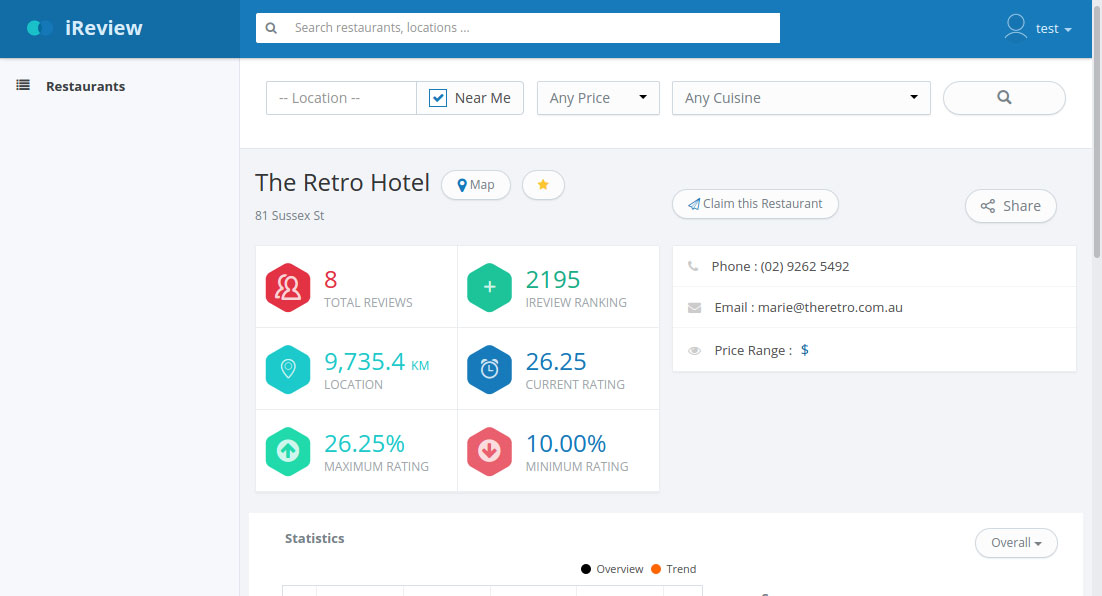 iReview
Search restaurants, locations ...
test
Restaurants
-- Location --
Near Me
Any Price
Any Cuisine
The Retro Hotel
Map
81 Sussex St
Claim this Restaurant
Share
8
TOTAL REVIEWS
2195
IREVIEW RANKING
9,735.4 KM
LOCATION
26.25
CURRENT RATING
26.25%
MAXIMUM RATING
10.00%
MINIMUM RATING
Phone : (02) 9262 5492
Email : marie@theretro.com.au
Price Range : $
Statistics
Overall
Overview
Trend